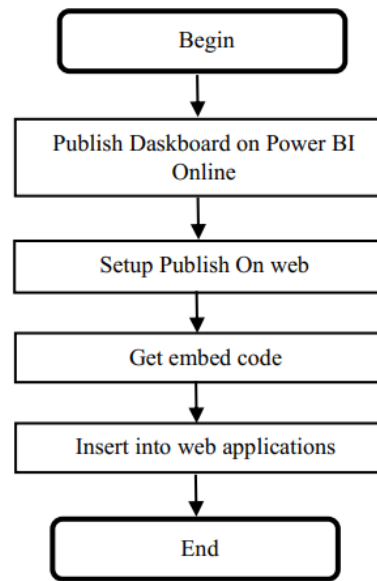 Begin
Publish Daskboard on Power BI
Online
Setup Publish On web
Get embed code
Insert into web applications
End